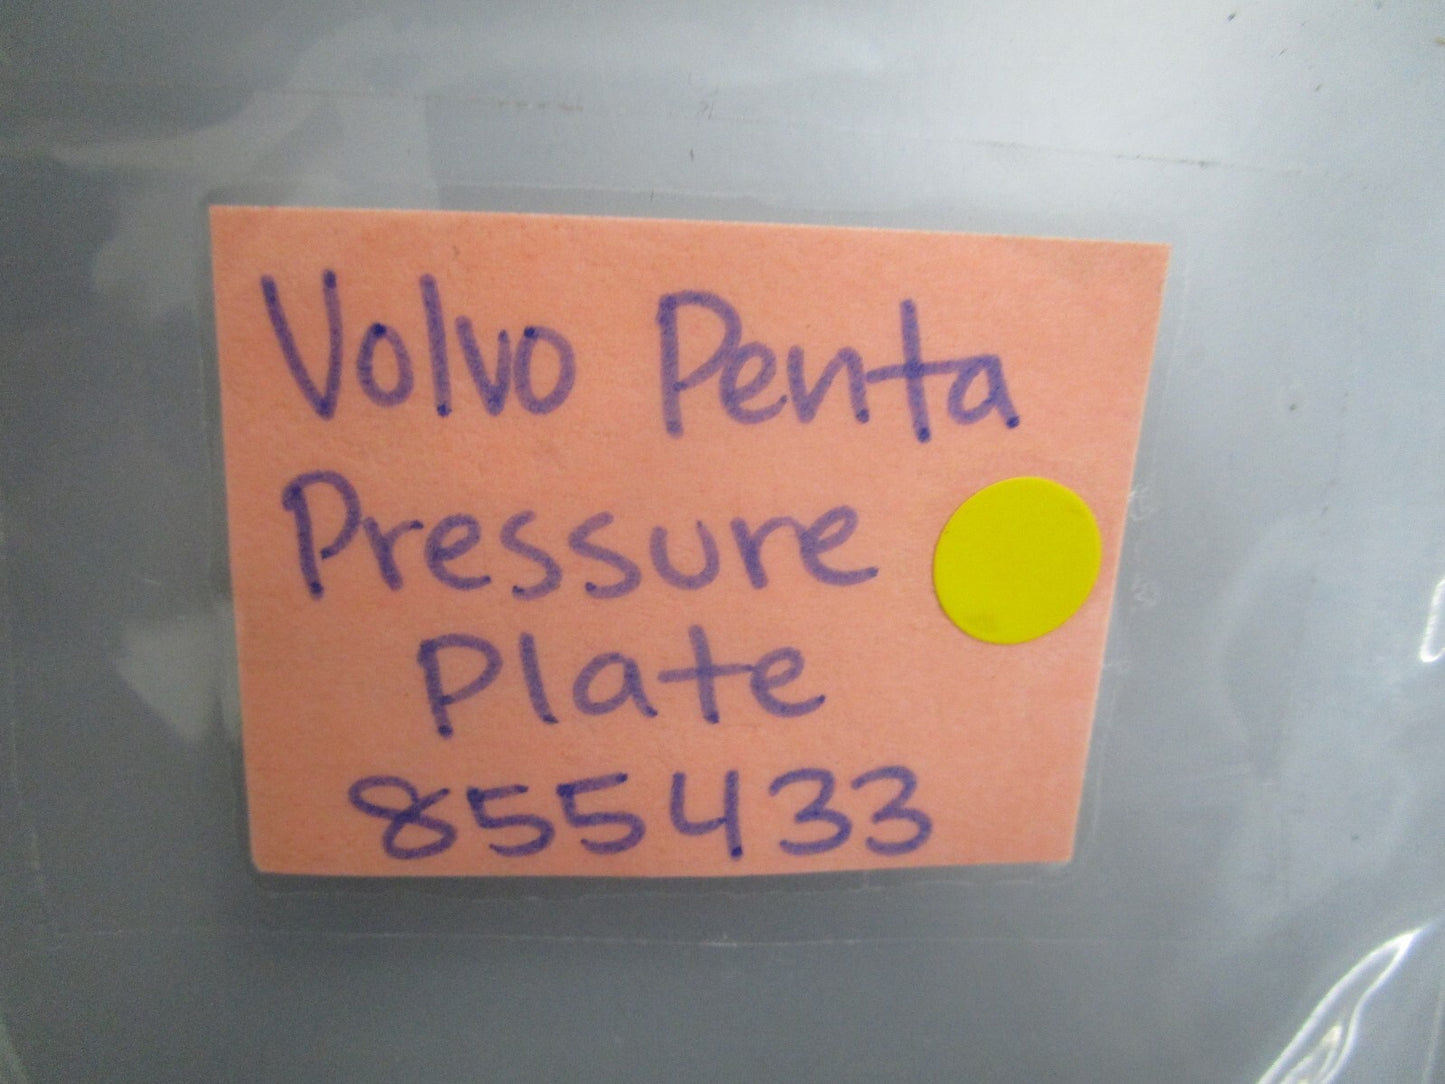 Volvo Penta
Pressure
Plate
855433